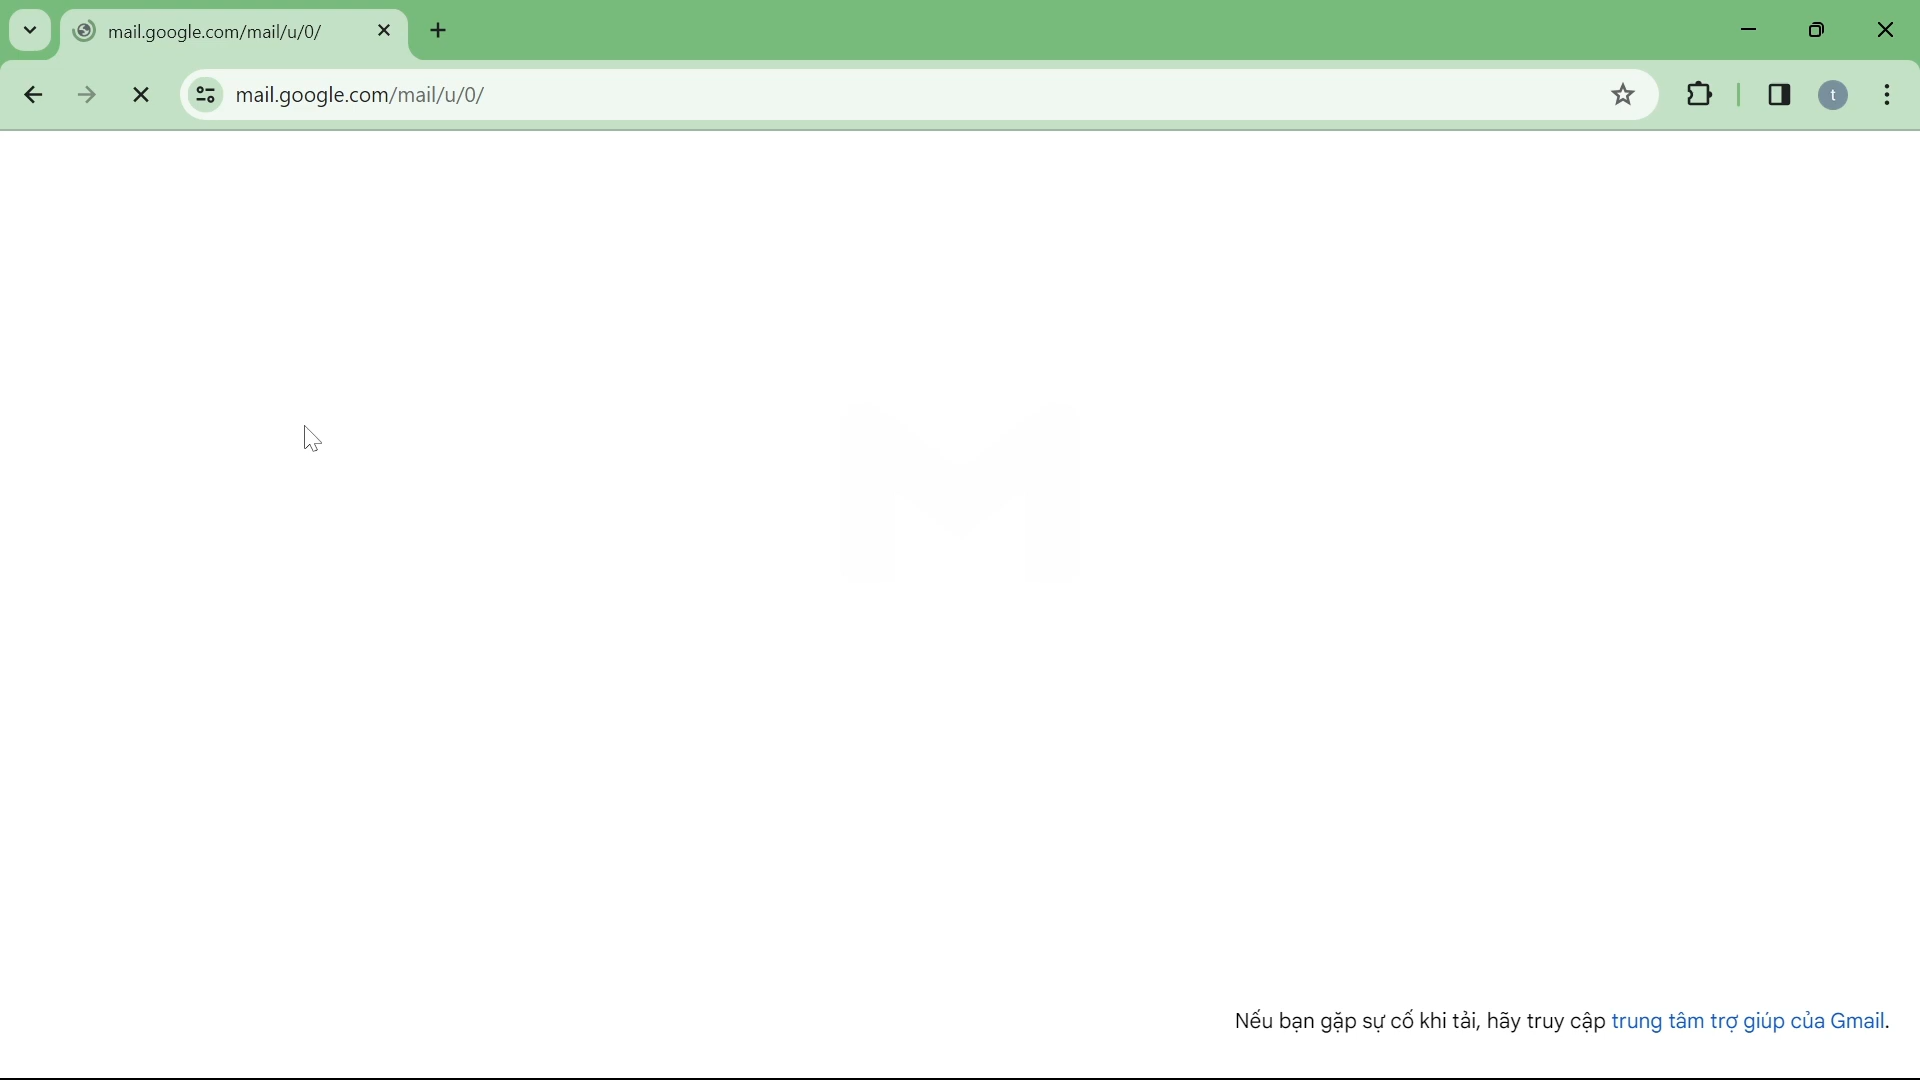 mail.google.com/mail/u/0/
mail.google.com/mail/u/0/
t
Nếu bạn gặp sự cố khi tải, hãy truy cập trung tâm trợ giúp của Gmail.